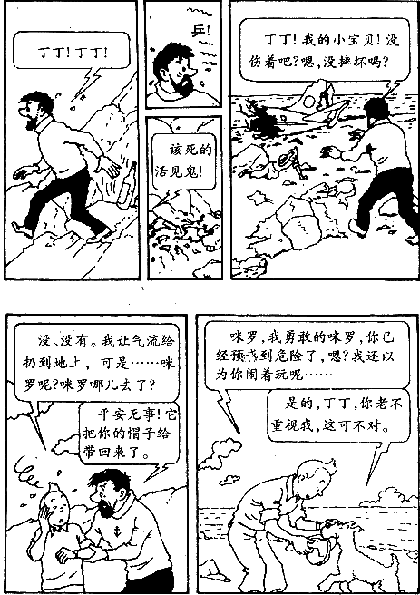 丁丁！丁丁！
乒！
该死的
活见鬼！
丁丁！我的小宝贝！没
伤着吧？嗯，没摔坏吗？
没、没有。我让气流给
扔到地上，可是……咪
罗呢？咪罗哪儿去了？
平安无事！它
把你的帽子给
带回来了。
咪罗，我勇敢的咪罗，你已
经预感到危险了，嗯？我还以
为你闹着玩呢……
是的，丁丁，你老不
重视我，这可不对。